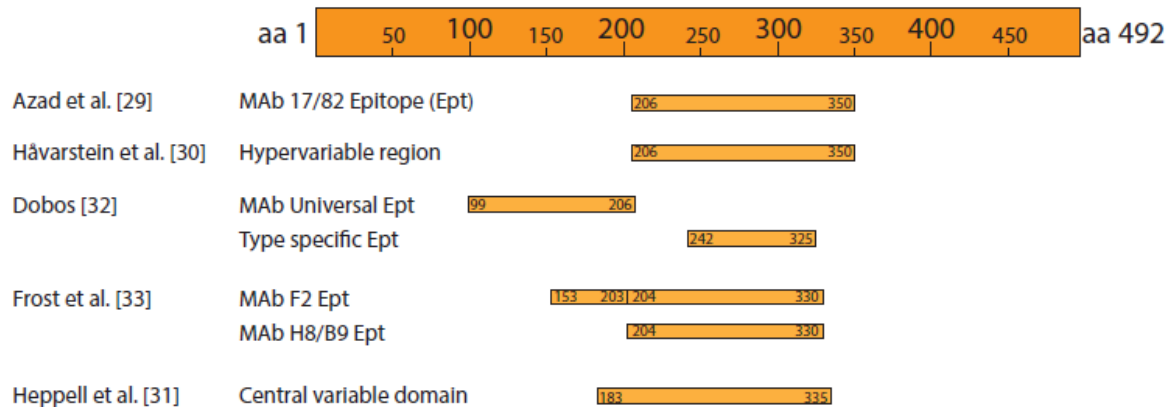 aa 1 50 100 150 200 250 300 350 400 450 aa 492
Azad et al. [29] MAb 17/82 Epitope (Ept) 206 350
Håvarstein et al. [30] Hypervariable region 206 350
Dobos [32] MAb Universal Ept 99 206
Type specific Ept 242 325
Frost et al. [33] MAb F2 Ept 153 203 204 330
MAb H8/B9 Ept 204 330
Heppell et al. [31] Central variable domain 183 335